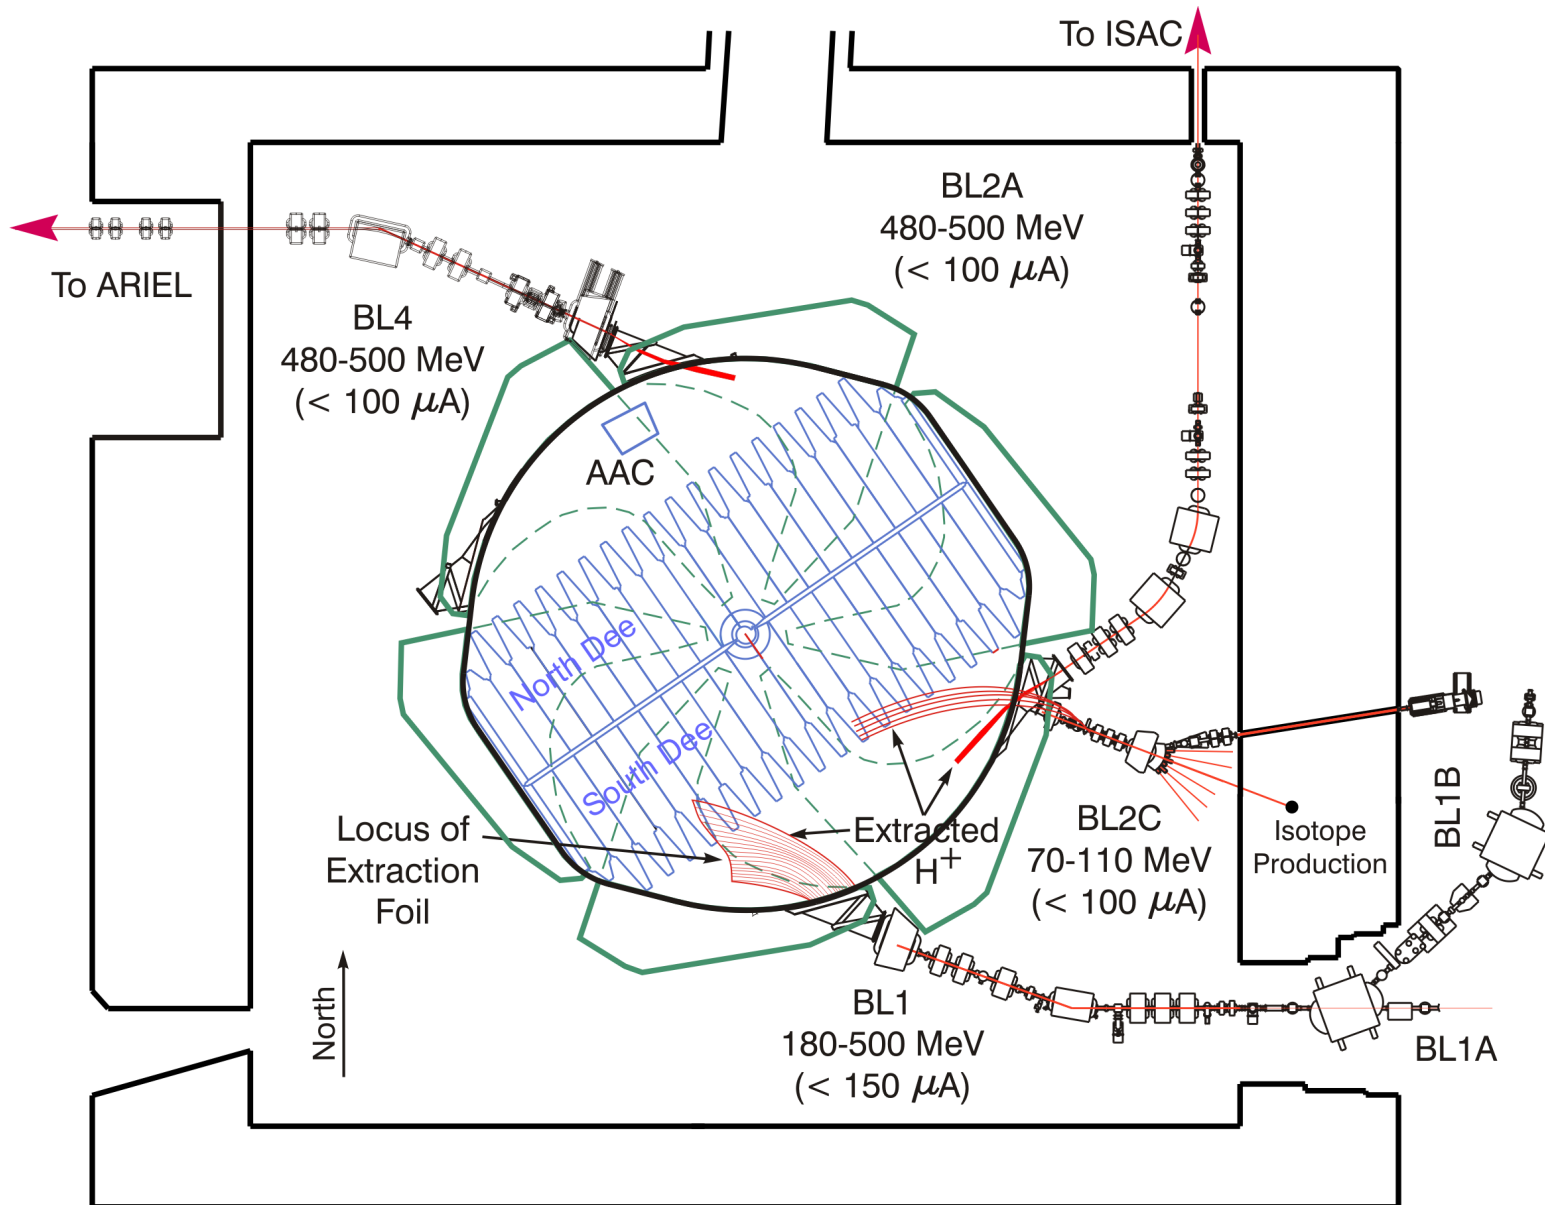 To ISAC
BL2A
480-500 MeV
(< 100 μA)
To ARIEL
BL4
480-500 MeV
(< 100 μA)
AAC
North Dee
South Dee
Locus of
Extraction
Foil
Extracted
H+
BL2C
70-110 MeV
(< 100 μA)
Isotope
Production
BL1B
North
BL1
180-500 MeV
(< 150 μA)
BL1A